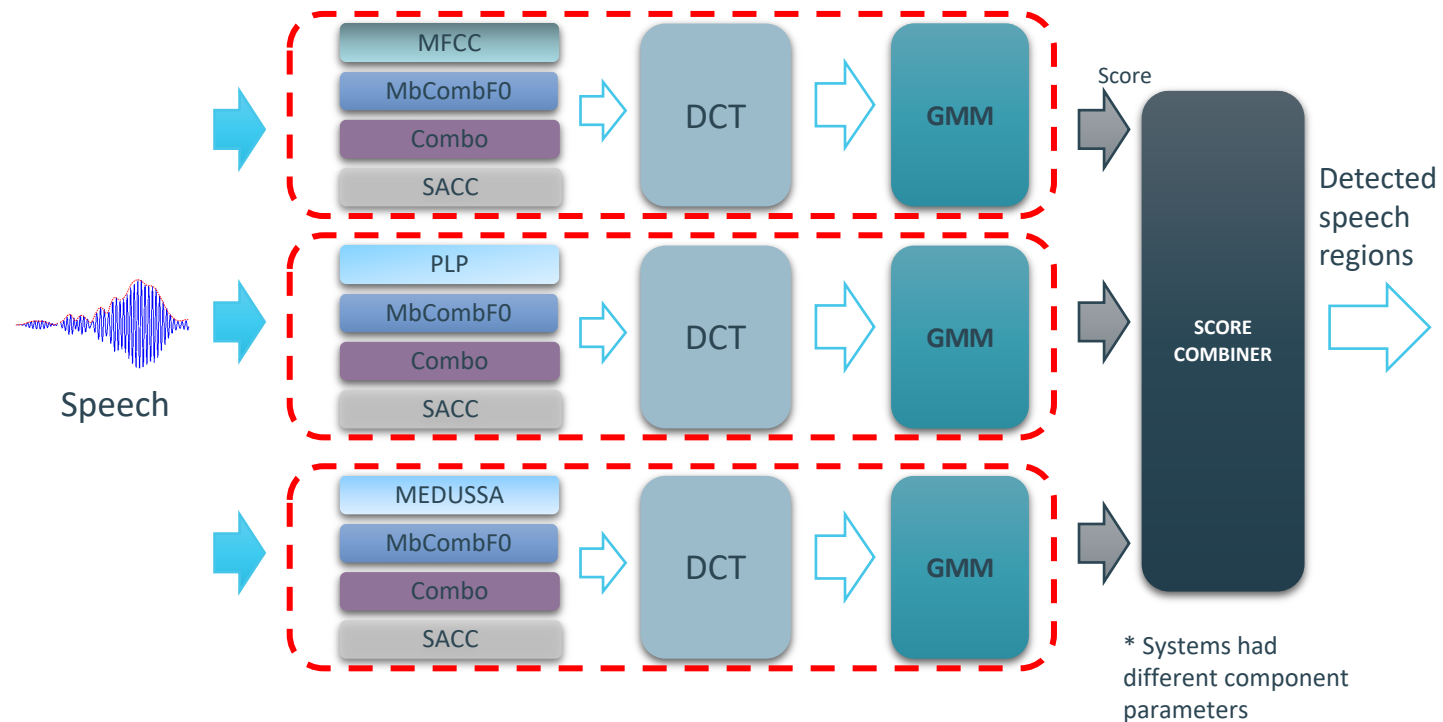 MFCC
MbCombF0
Combo
SACC
DCT
GMM
Score
PLP
MbCombF0
Combo
SACC
DCT
GMM
MEDUSSA
MbCombF0
Combo
SACC
DCT
GMM
Speech
SCORE
COMBINER
Detected
speech
regions
* Systems had
different component
parameters